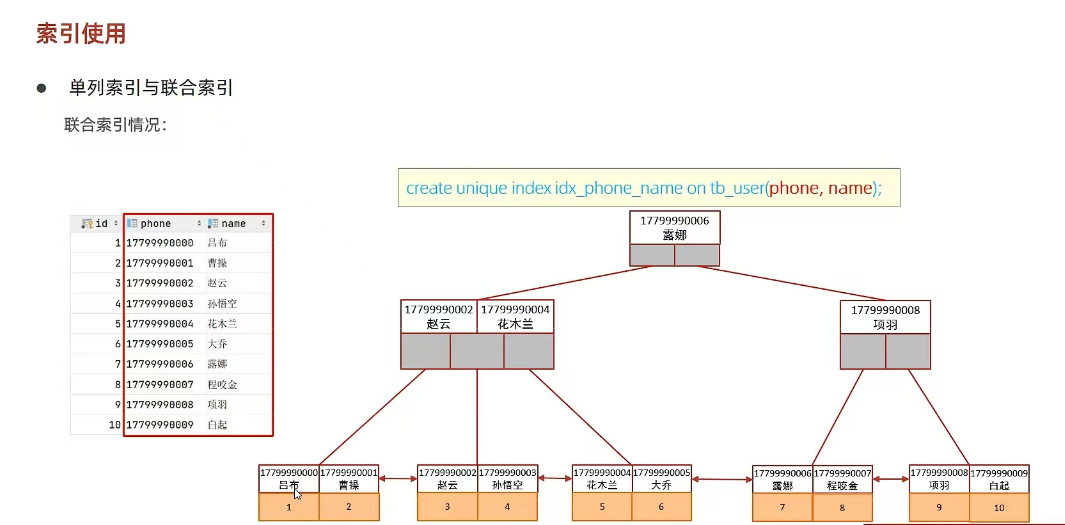 索引使用
● 单列索引与联合索引
联合索引情况：
create unique index idx_phone_name on tb_user(phone, name);
id phone name
1 17799990000 吕布
2 17799990001 曹操
3 17799990002 赵云
4 17799990003 孙悟空
5 17799990004 花木兰
6 17799990005 大乔
7 17799990006 露娜
8 17799990007 程咬金
9 17799990008 项羽
10 17799990009 白起
17799990006
露娜
17799990002 17799990004
赵云 花木兰
17799990008
项羽
17799990000 17799990001 17799990002 17799990003 17799990004 17799990005 17799990006 17799990007 17799990008 17799990009
吕布 曹操 赵云 孙悟空 花木兰 大乔 露娜 程咬金 项羽 白起
1 2 3 4 5 6 7 8 9 10